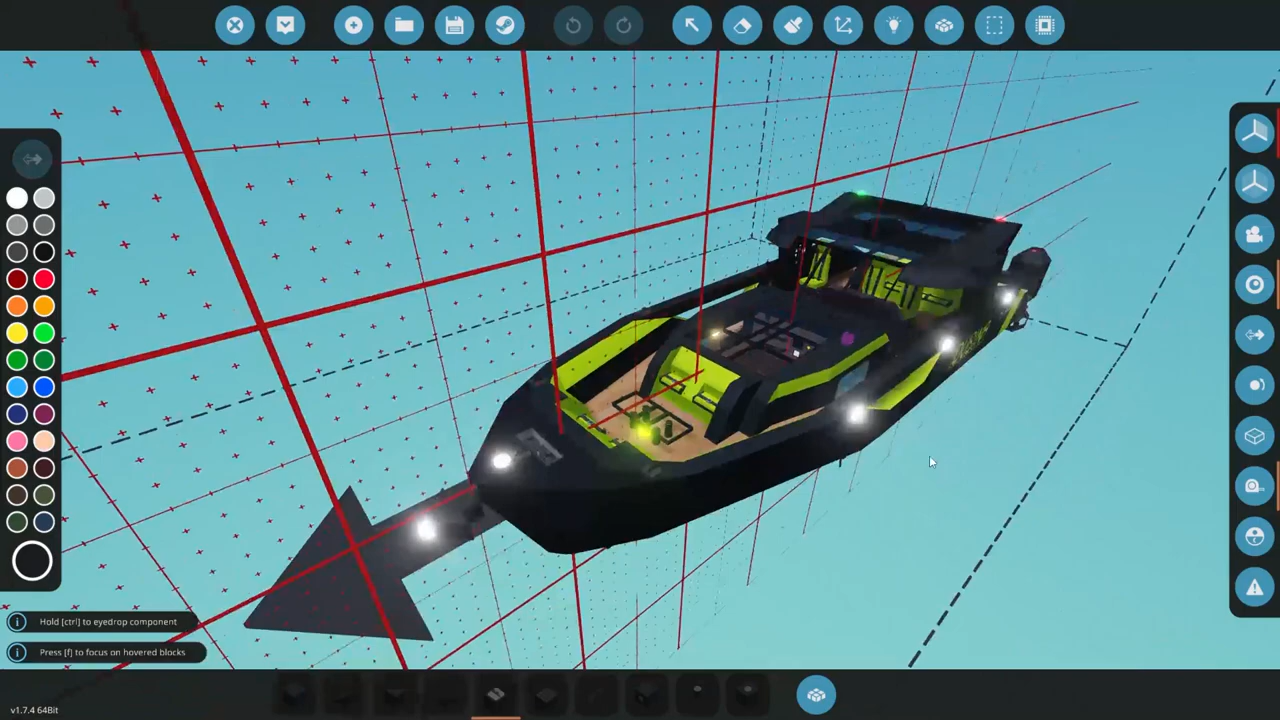 Hold [ctrl] to eyedrop component
Press [f] to focus on hovered blocks
v1.7.4 64Bit